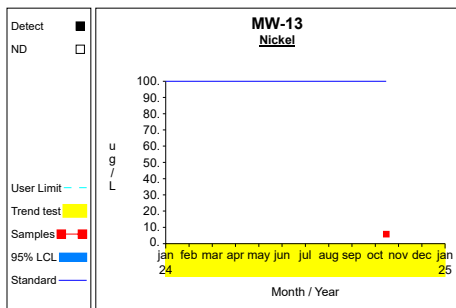 Detect
ND
User Limit
Trend test
Samples
95% LCL
Standard
MW-13
Nickel
ug/L
100.
90.
80.
70.
60.
50.
40.
30.
20.
10.
0.
jan feb mar apr may jun jul aug sep oct nov dec jan
24 25
Month / Year